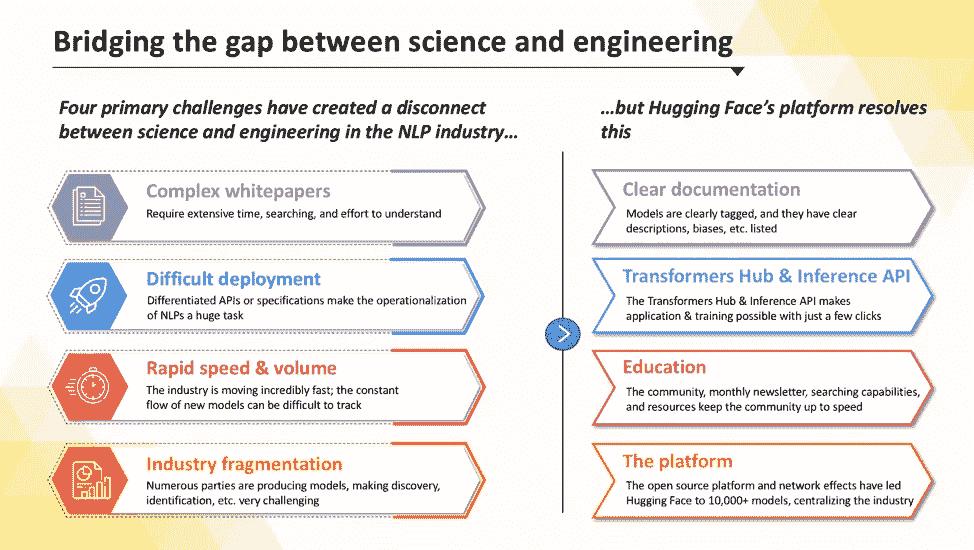 Bridging the gap between science and engineering
Four primary challenges have created a disconnect
between science and engineering in the NLP industry...
Complex whitepapers
Require extensive time, searching, and effort to understand
Difficult deployment
Differentiated APIs or specifications make the operationalization
of NLPs a huge task
Rapid speed & volume
The industry is moving incredibly fast; the constant
flow of new models can be difficult to track
Industry fragmentation
Numerous parties are producing models, making discovery,
identification, etc. very challenging
...but Hugging Face's platform resolves
this
Clear documentation
Models are clearly tagged, and they have clear
descriptions, biases, etc. listed
Transformers Hub & Inference API
The Transformers Hub & Inference API makes
application & training possible with just a few clicks
Education
The community, monthly newsletter, searching capabilities,
and resources keep the community up to speed
The platform
The open source platform and network effects have led
Hugging Face to 10,000+ models, centralizing the industry